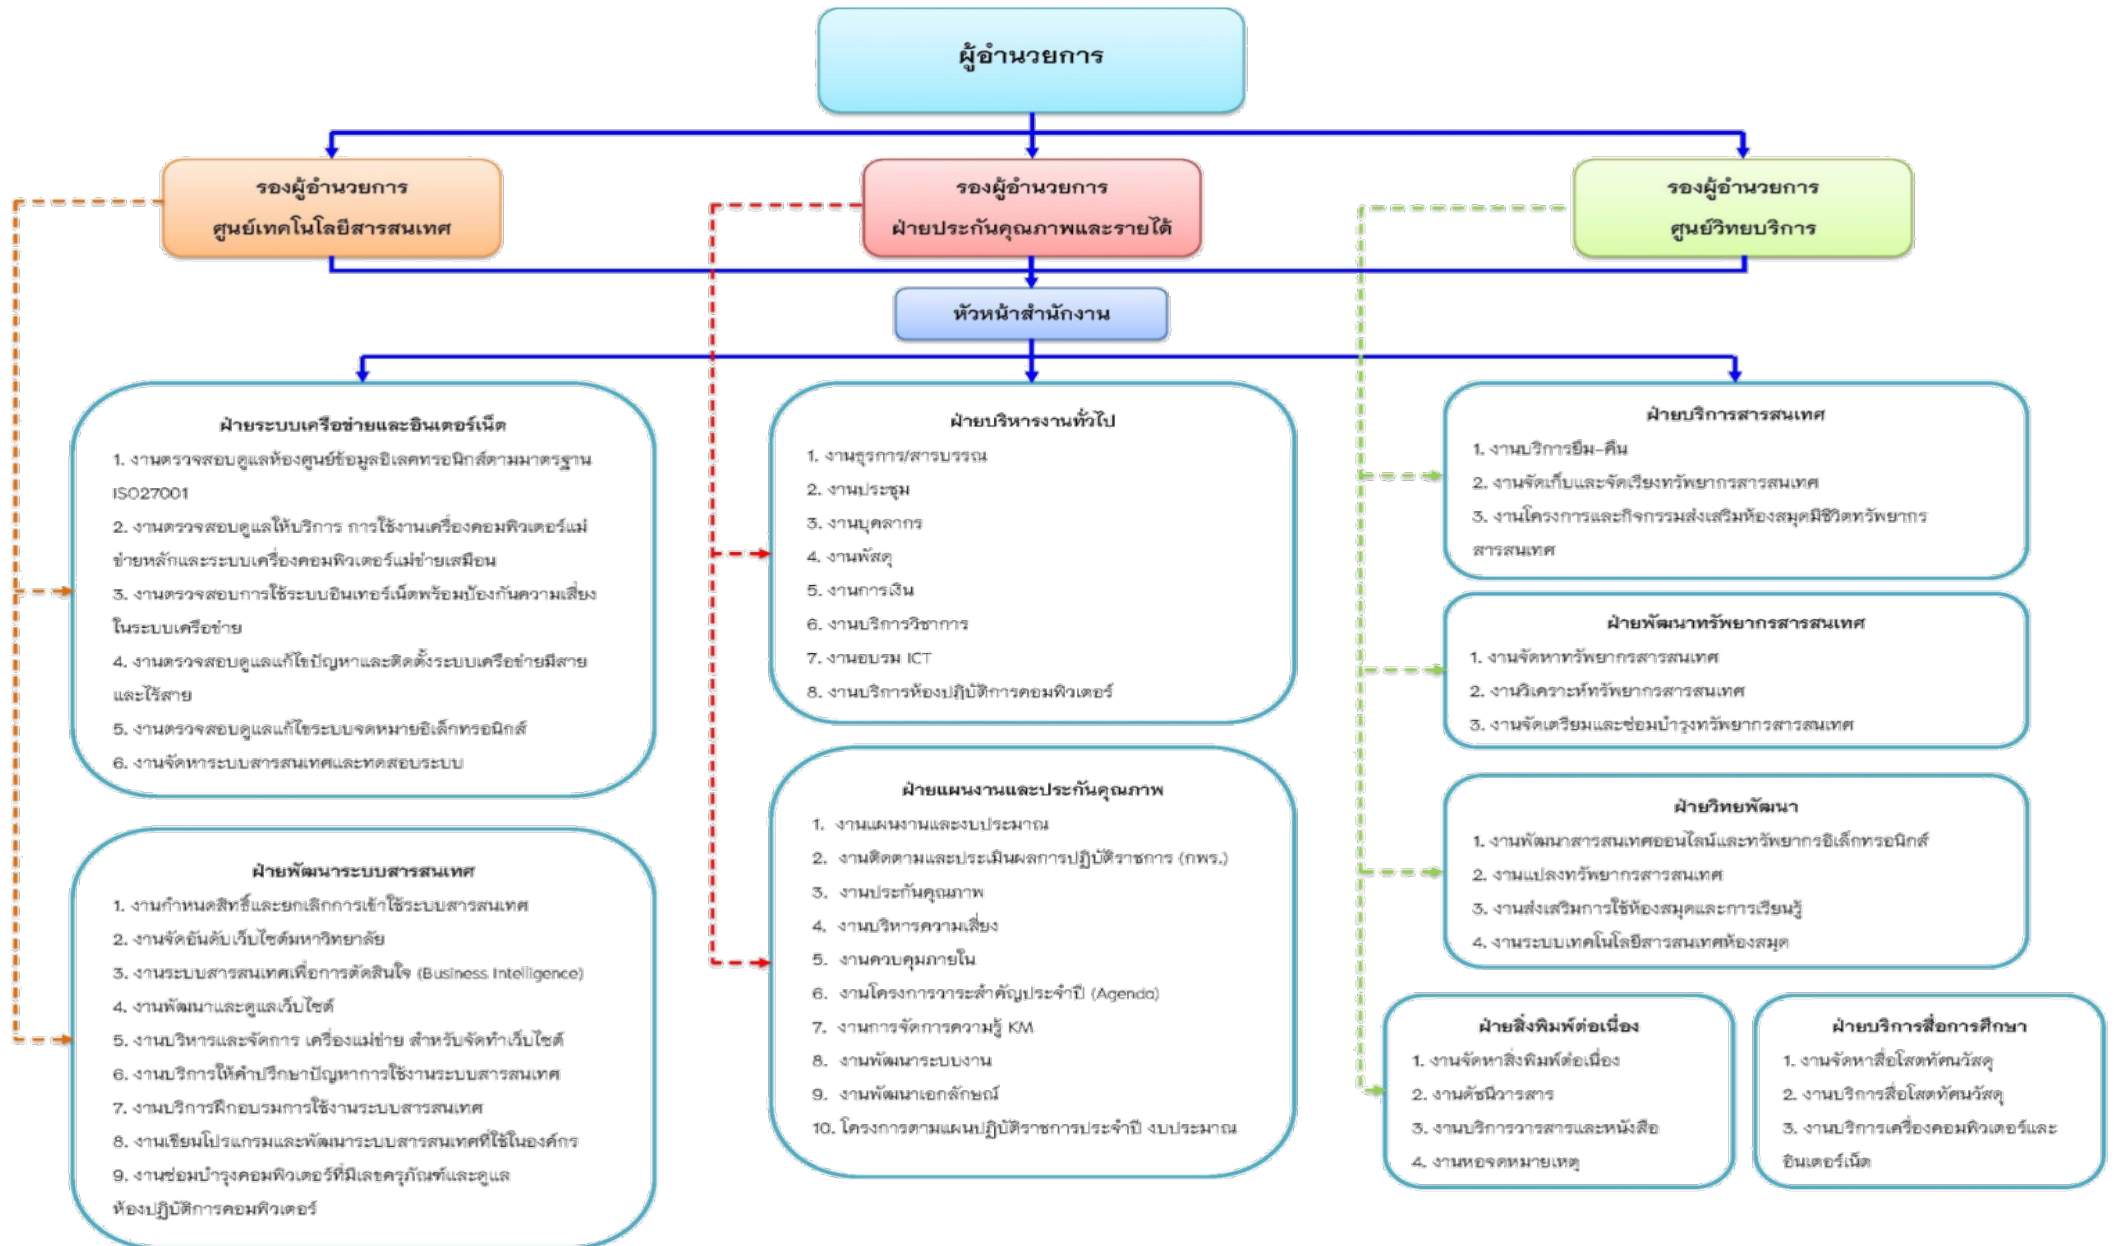 ผู้อำนวยการ
รองผู้อำนวยการ
ศูนย์เทคโนโลยีสารสนเทศ
รองผู้อำนวยการ
ฝ่ายประกันคุณภาพและรายได้
รองผู้อำนวยการ
ศูนย์วิทยบริการ
หัวหน้าสำนักงาน
ฝ่ายระบบเครือข่ายและอินเตอร์เน็ต
1. งานตรวจสอบดูแลห้องศูนย์ข้อมูลอิเลคทรอนิกส์ตามมาตรฐาน
ISO27001
2. งานตรวจสอบดูแลให้บริการ การใช้งานเครื่องคอมพิวเตอร์แม่
ข่ายหลักและระบบเครื่องคอมพิวเตอร์แม่ข่ายเสมือน
3. งานตรวจสอบการใช้ระบบอินเทอร์เน็ตพร้อมป้องกันความเสี่ยง
ในระบบเครือข่าย
4. งานตรวจสอบดูแลแก้ไขปัญหาและติดตั้งระบบเครือข่ายมีสาย
และไร้สาย
5. งานตรวจสอบดูแลแก้ไขระบบจดหมายอิเล็กทรอนิกส์
6. งานจัดหาระบบสารสนเทศและทดสอบระบบ
ฝ่ายพัฒนาระบบสารสนเทศ
1. งานกำหนดสิทธิ์และยกเลิกการเข้าใช้ระบบสารสนเทศ
2. งานจัดอันดับเว็บไซต์มหาวิทยาลัย
3. งานระบบสารสนเทศเพื่อการตัดสินใจ (Business Intelligence)
4. งานพัฒนาและดูแลเว็บไซต์
5. งานบริหารและจัดการ เครื่องแม่ข่าย สำหรับจัดทำเว็บไซต์
6. งานบริการให้คำปรึกษาปัญหาการใช้งานระบบสารสนเทศ
7. งานบริการฝึกอบรมการใช้งานระบบสารสนเทศ
8. งานเขียนโปรแกรมและพัฒนาระบบสารสนเทศที่ใช้ในองค์กร
9. งานซ่อมบำรุงคอมพิวเตอร์ที่มีเลขครุภัณฑ์และดูแล
ห้องปฏิบัติการคอมพิวเตอร์
ฝ่ายบริหารงานทั่วไป
1. งานธุรการ/สารบรรณ
2. งานประชุม
3. งานบุคลากร
4. งานพัสดุ
5. งานการเงิน
6. งานบริการวิชาการ
7. งานอบรม ICT
8. งานบริการห้องปฏิบัติการคอมพิวเตอร์
ฝ่ายแผนงานและประกันคุณภาพ
1. งานแผนงานและงบประมาณ
2. งานติดตามและประเมินผลการปฏิบัติราชการ (กพร.)
3. งานประกันคุณภาพ
4. งานบริหารความเสี่ยง
5. งานควบคุมภายใน
6. งานโครงการวาระสำคัญประจำปี (Agenda)
7. งานการจัดการความรู้ KM
8. งานพัฒนาระบบงาน
9. งานพัฒนาเอกลักษณ์
10. โครงการตามแผนปฏิบัติราชการประจำปี งบประมาณ
ฝ่ายบริการสารสนเทศ
1. งานบริการยืม-คืน
2. งานจัดเก็บและจัดเรียงทรัพยากรสารสนเทศ
3. งานโครงการและกิจกรรมส่งเสริมห้องสมุดมีชีวิตทรัพยากร
สารสนเทศ
ฝ่ายพัฒนาทรัพยากรสารสนเทศ
1. งานจัดหาทรัพยากรสารสนเทศ
2. งานวิเคราะห์ทรัพยากรสารสนเทศ
3. งานจัดเตรียมและซ่อมบำรุงทรัพยากรสารสนเทศ
ฝ่ายวิทยพัฒนา
1. งานพัฒนาสารสนเทศออนไลน์และทรัพยากรอิเล็กทรอนิกส์
2. งานแปลงทรัพยากรสารสนเทศ
3. งานส่งเสริมการใช้ห้องสมุดและการเรียนรู้
4. งานระบบเทคโนโลยีสารสนเทศห้องสมุด
ฝ่ายสิ่งพิมพ์ต่อเนื่อง
1. งานจัดหาสิ่งพิมพ์ต่อเนื่อง
2. งานดัชนีวารสาร
3. งานบริการวารสารและหนังสือ
4. งานหอจดหมายเหตุ
ฝ่ายบริการสื่อการศึกษา
1. งานจัดหาสื่อโสตทัศนวัสดุ
2. งานบริการสื่อโสตทัศนวัสดุ
3. งานบริการเครื่องคอมพิวเตอร์และ
อินเตอร์เน็ต